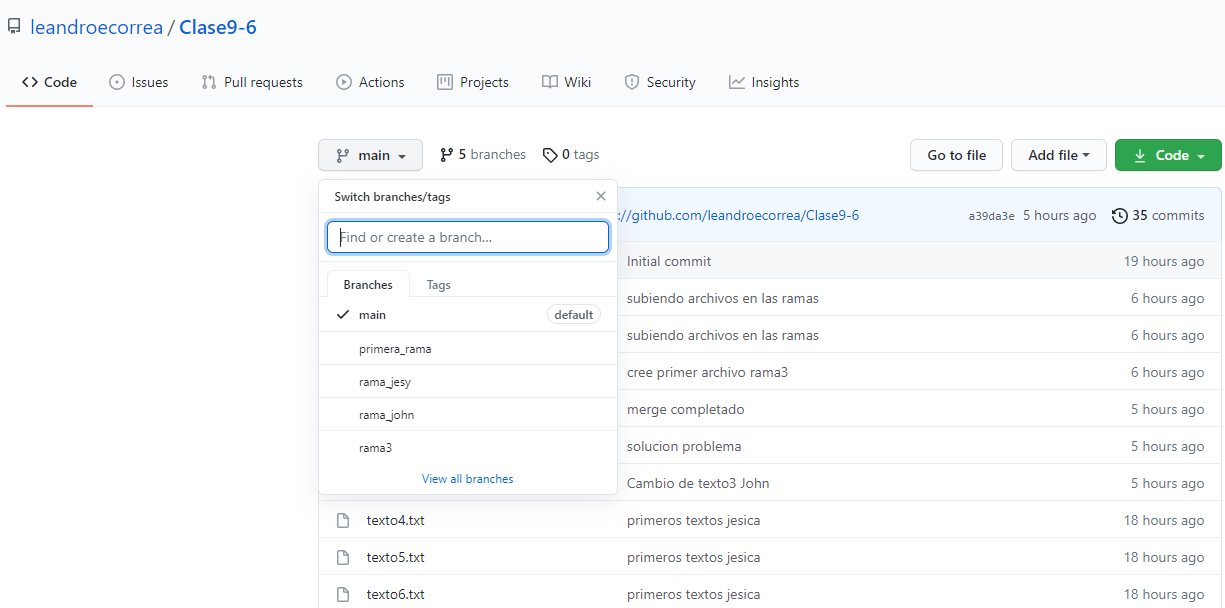 leandroecorrea / Clase9-6
Code Issues Pull requests Actions Projects Wiki Security Insights
main 5 branches 0 tags Go to file Add file Code
Switch branches/tags
://github.com/leandroecorrea/Clase9-6 a39da3e 5 hours ago 35 commits
Find or create a branch...
Initial commit 19 hours ago
Branches Tags
subiendo archivos en las ramas 6 hours ago
main default
subiendo archivos en las ramas 6 hours ago
primera_rama
cree primer archivo rama3 6 hours ago
rama_jesy
merge completado 5 hours ago
rama_john
solucion problema 5 hours ago
rama3
View all branches
Cambio de texto3 John 5 hours ago
texto4.txt primeros textos jesica 18 hours ago
texto5.txt primeros textos jesica 18 hours ago
texto6.txt primeros textos jesica 18 hours ago